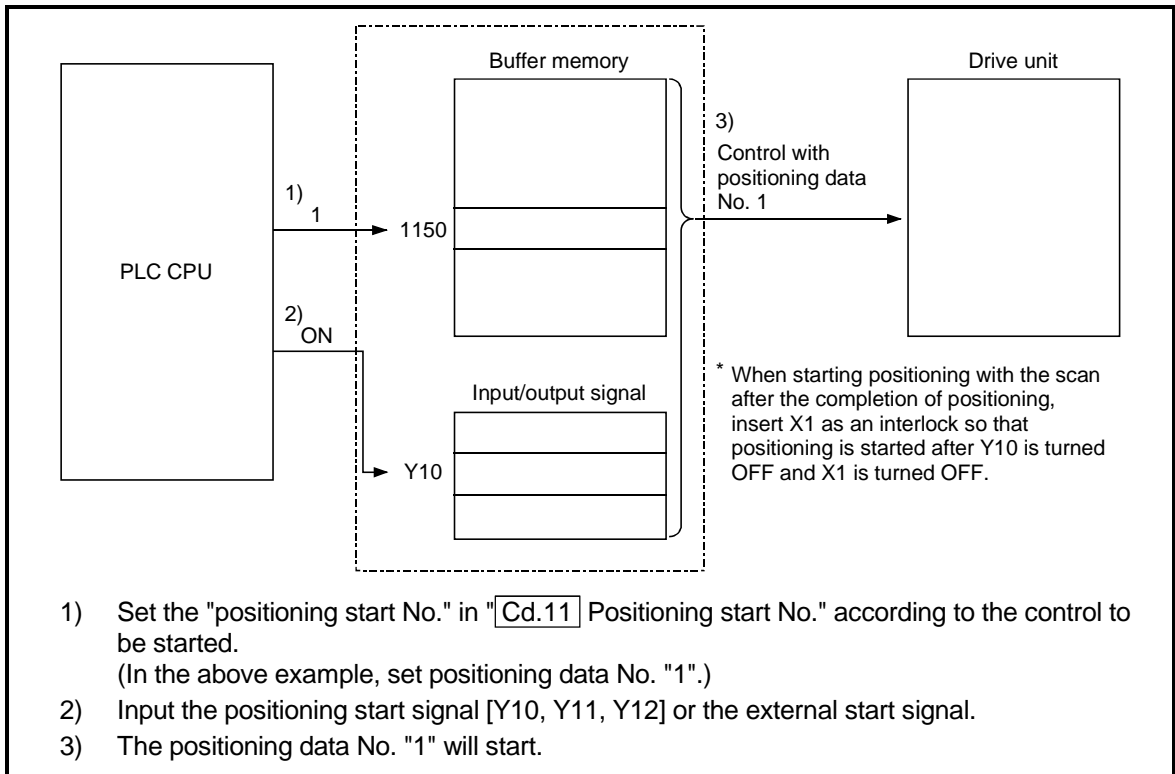 Buffer memory
Drive unit
PLC CPU
1)
1
1150
2)
ON
Input/output signal
Y10
3)
Control with
positioning data
No. 1
* When starting positioning with the scan
after the completion of positioning,
insert X1 as an interlock so that
positioning is started after Y10 is turned
OFF and X1 is turned OFF.
1) Set the "positioning start No." in "Cd.11 Positioning start No." according to the control to
be started.
(In the above example, set positioning data No. "1".)
2) Input the positioning start signal [Y10, Y11, Y12] or the external start signal.
3) The positioning data No. "1" will start.